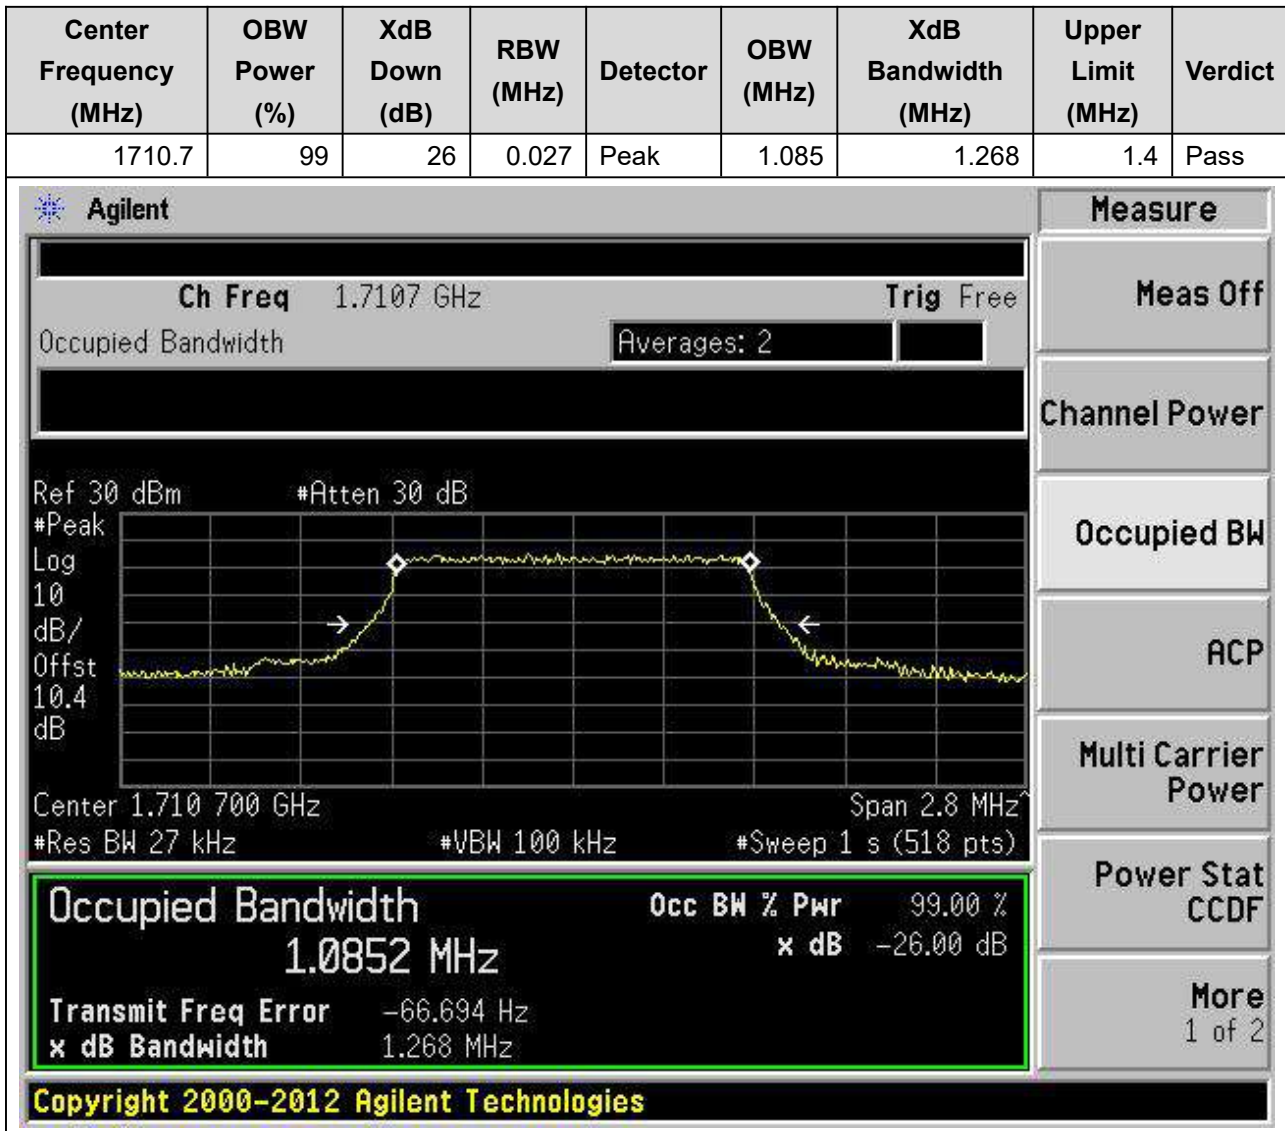 Center Frequency (MHz) OBW Power (%) XdB Down (dB) RBW (MHz) Detector OBW (MHz) XdB Bandwidth (MHz) Upper Limit (MHz) Verdict
1710.7 99 26 0.027 Peak 1.085 1.268 1.4 Pass
Agilent
Measure
Ch Freq 1.7107 GHz Trig Free
Meas Off
Occupied Bandwidth Averages: 2
Channel Power
Ref 30 dBm #Atten 30 dB
#Peak
Log
10
dB/
Offst
10.4
dB
Occupied BW
ACP
Center 1.710 700 GHz Span 2.8 MHz^
#Res BW 27 kHz #VBW 100 kHz #Sweep 1 s (518 pts)
Multi Carrier
Power
Occupied Bandwidth Occ BW % Pwr 99.00 %
1.0852 MHz x dB -26.00 dB
Transmit Freq Error -66.694 Hz
x dB Bandwidth 1.268 MHz
Power Stat
CCDF
More
1 of 2
Copyright 2000-2012 Agilent Technologies